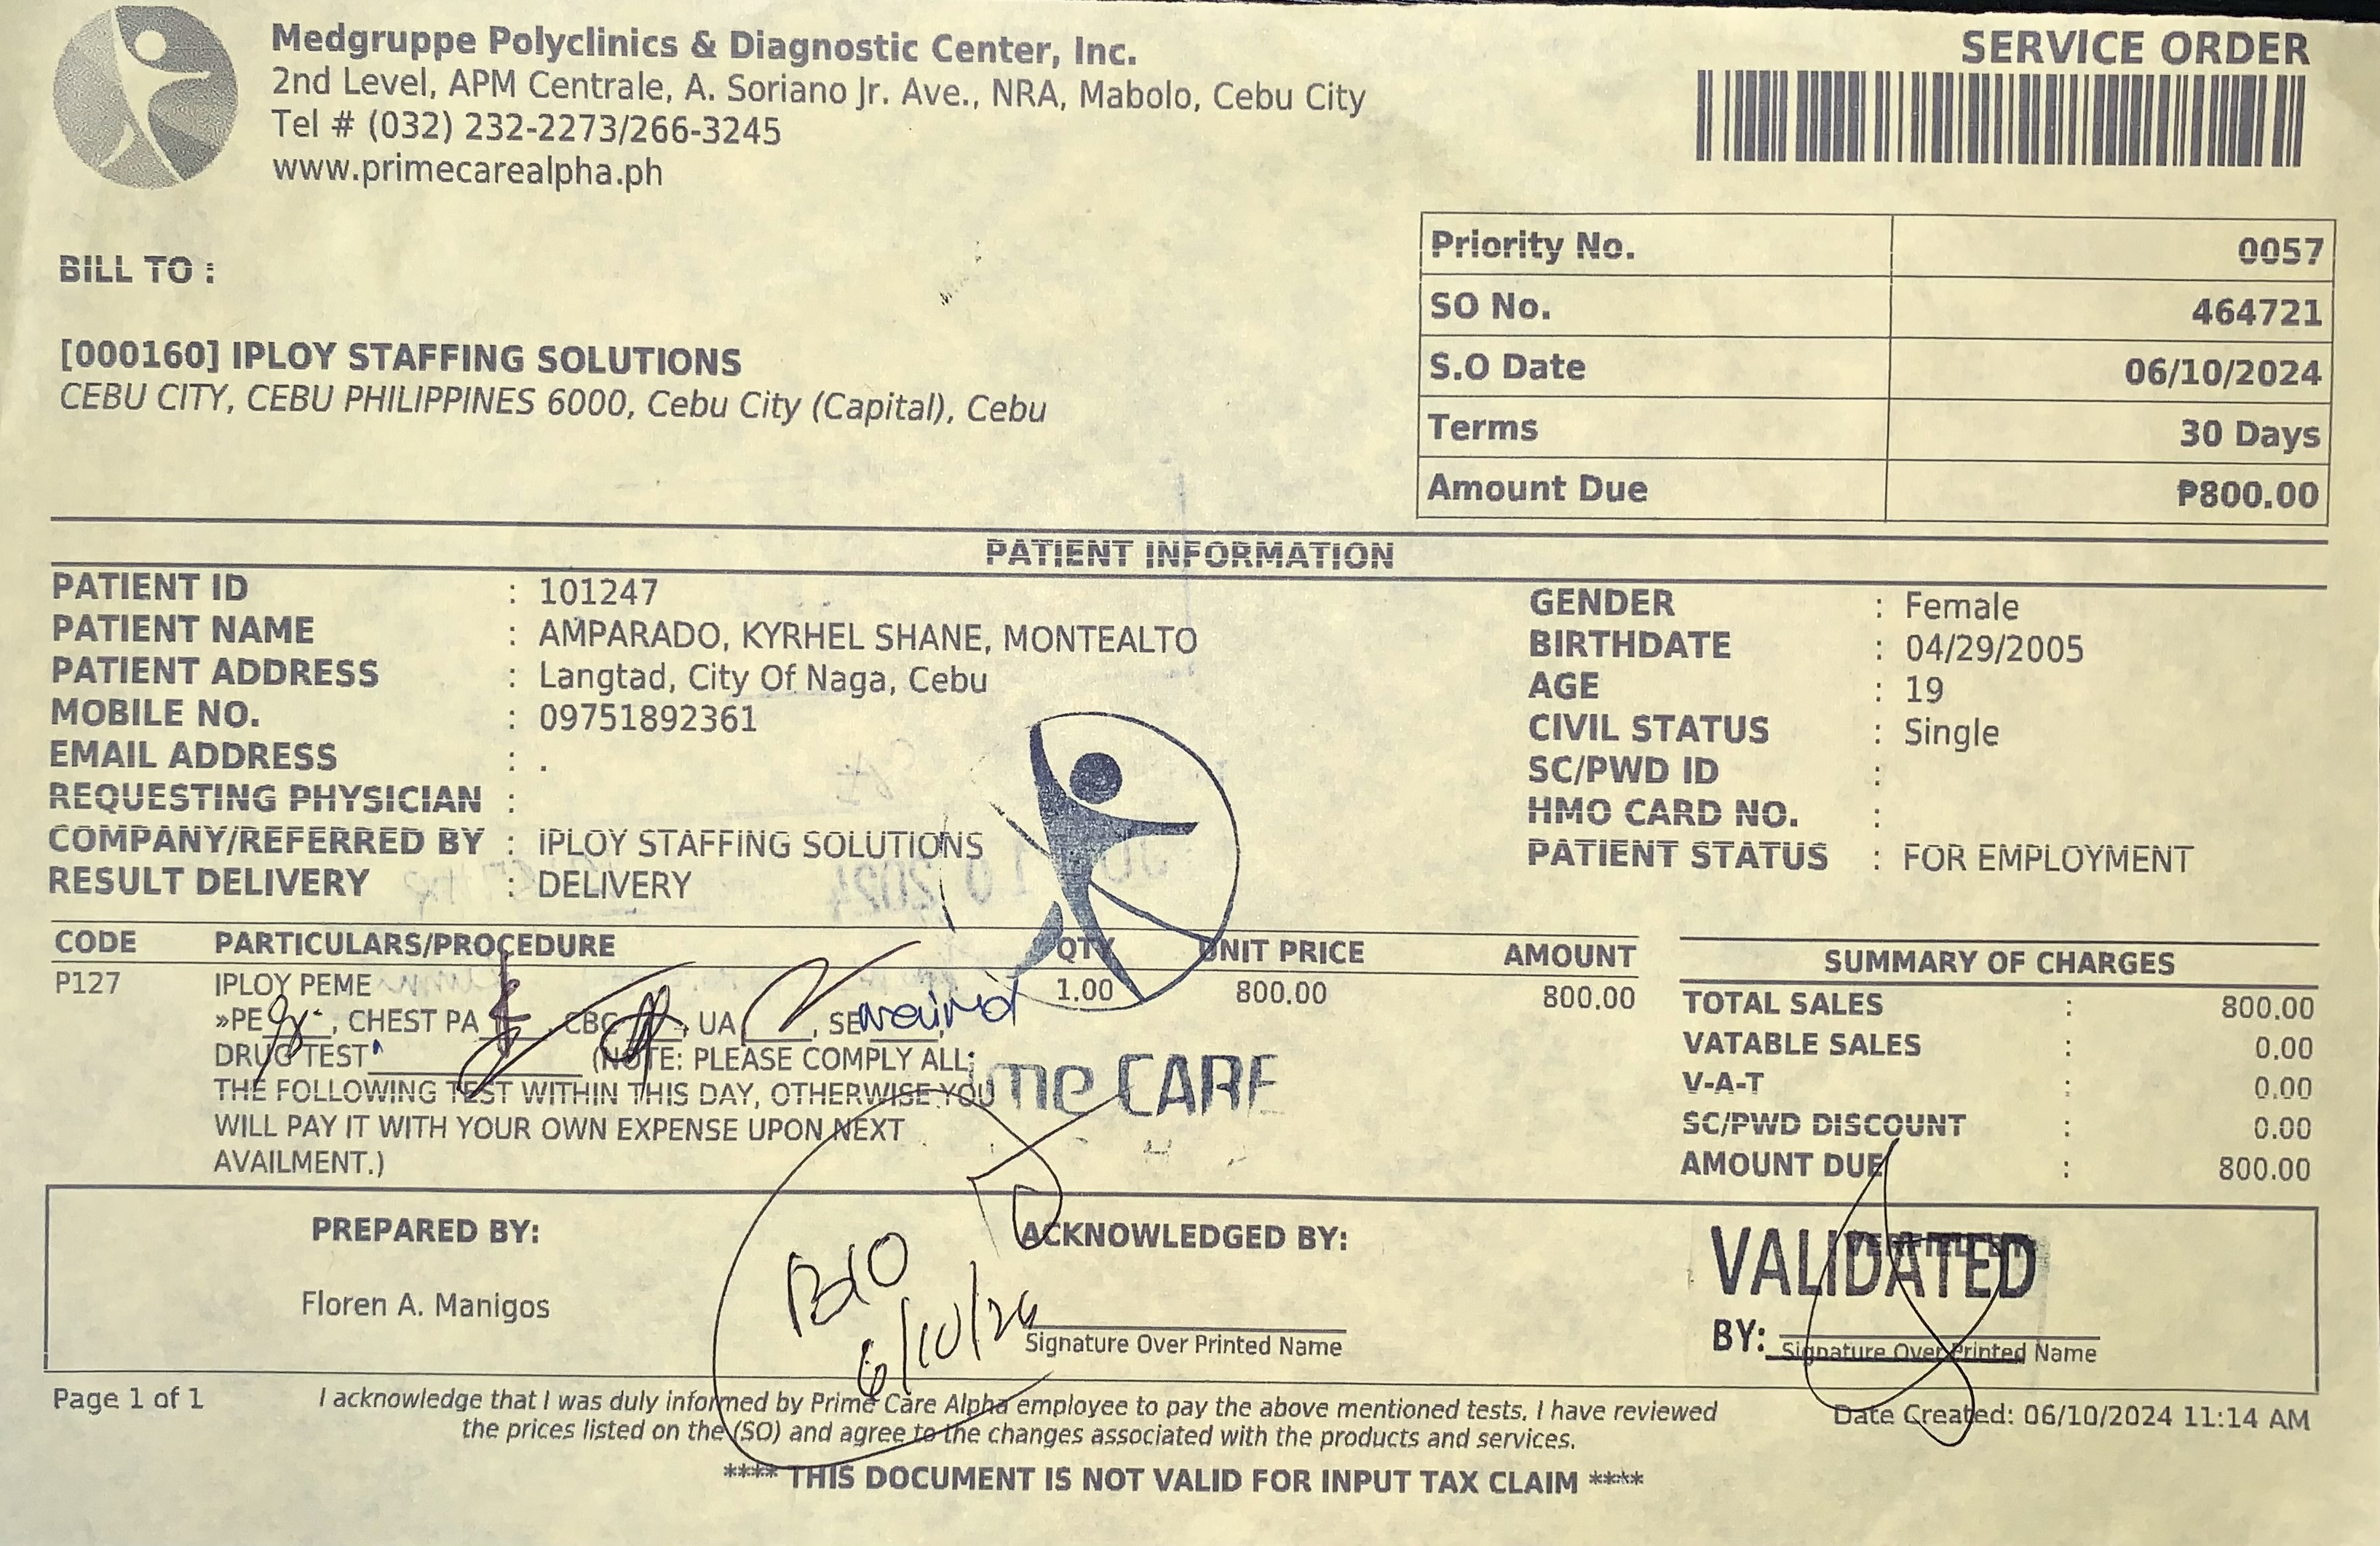 Medgruppe Polyclinics & Diagnostic Center, Inc.
2nd Level, APM Centrale, A. Soriano Jr. Ave., NRA, Mabolo, Cebu City
Tel # (032) 232-2273/266-3245
www.primecarealpha.ph
SERVICE ORDER
BILL TO :
[000160] IPLOY STAFFING SOLUTIONS
CEBU CITY, CEBU PHILIPPINES 6000, Cebu City (Capital), Cebu
Priority No. 0057
SO No. 464721
S.O Date 06/10/2024
Terms 30 Days
Amount Due ₱800.00
PATIENT INFORMATION
PATIENT ID : 101247
PATIENT NAME : AMPARADO, KYRHEL SHANE, MONTEALTO
PATIENT ADDRESS : Langtad, City Of Naga, Cebu
MOBILE NO. : 09751892361
EMAIL ADDRESS : .
REQUESTING PHYSICIAN :
COMPANY/REFERRED BY : IPLOY STAFFING SOLUTIONS
RESULT DELIVERY : DELIVERY
GENDER : Female
BIRTHDATE : 04/29/2005
AGE : 19
CIVIL STATUS : Single
SC/PWD ID :
HMO CARD NO. :
PATIENT STATUS : FOR EMPLOYMENT
CODE PARTICULARS/PROCEDURE QTY UNIT PRICE AMOUNT
P127 IPLOY PEME 1.00 800.00 800.00
»PE , CHEST PA , CBC , UA , SE waived,
DRUG TEST (NOTE: PLEASE COMPLY ALL
THE FOLLOWING TEST WITHIN THIS DAY, OTHERWISE YOU
WILL PAY IT WITH YOUR OWN EXPENSE UPON NEXT
AVAILMENT.)
me CARE
SUMMARY OF CHARGES
TOTAL SALES : 800.00
VATABLE SALES : 0.00
V-A-T : 0.00
SC/PWD DISCOUNT : 0.00
AMOUNT DUE : 800.00
PREPARED BY:
Floren A. Manigos
6/10/24
ACKNOWLEDGED BY:
Signature Over Printed Name
VALIDATED
BY:
Signature Over Printed Name
Page 1 of 1
I acknowledge that I was duly informed by Prime Care Alpha employee to pay the above mentioned tests, I have reviewed
the prices listed on the (SO) and agree to the changes associated with the products and services.
Date Created: 06/10/2024 11:14 AM
**** THIS DOCUMENT IS NOT VALID FOR INPUT TAX CLAIM ****